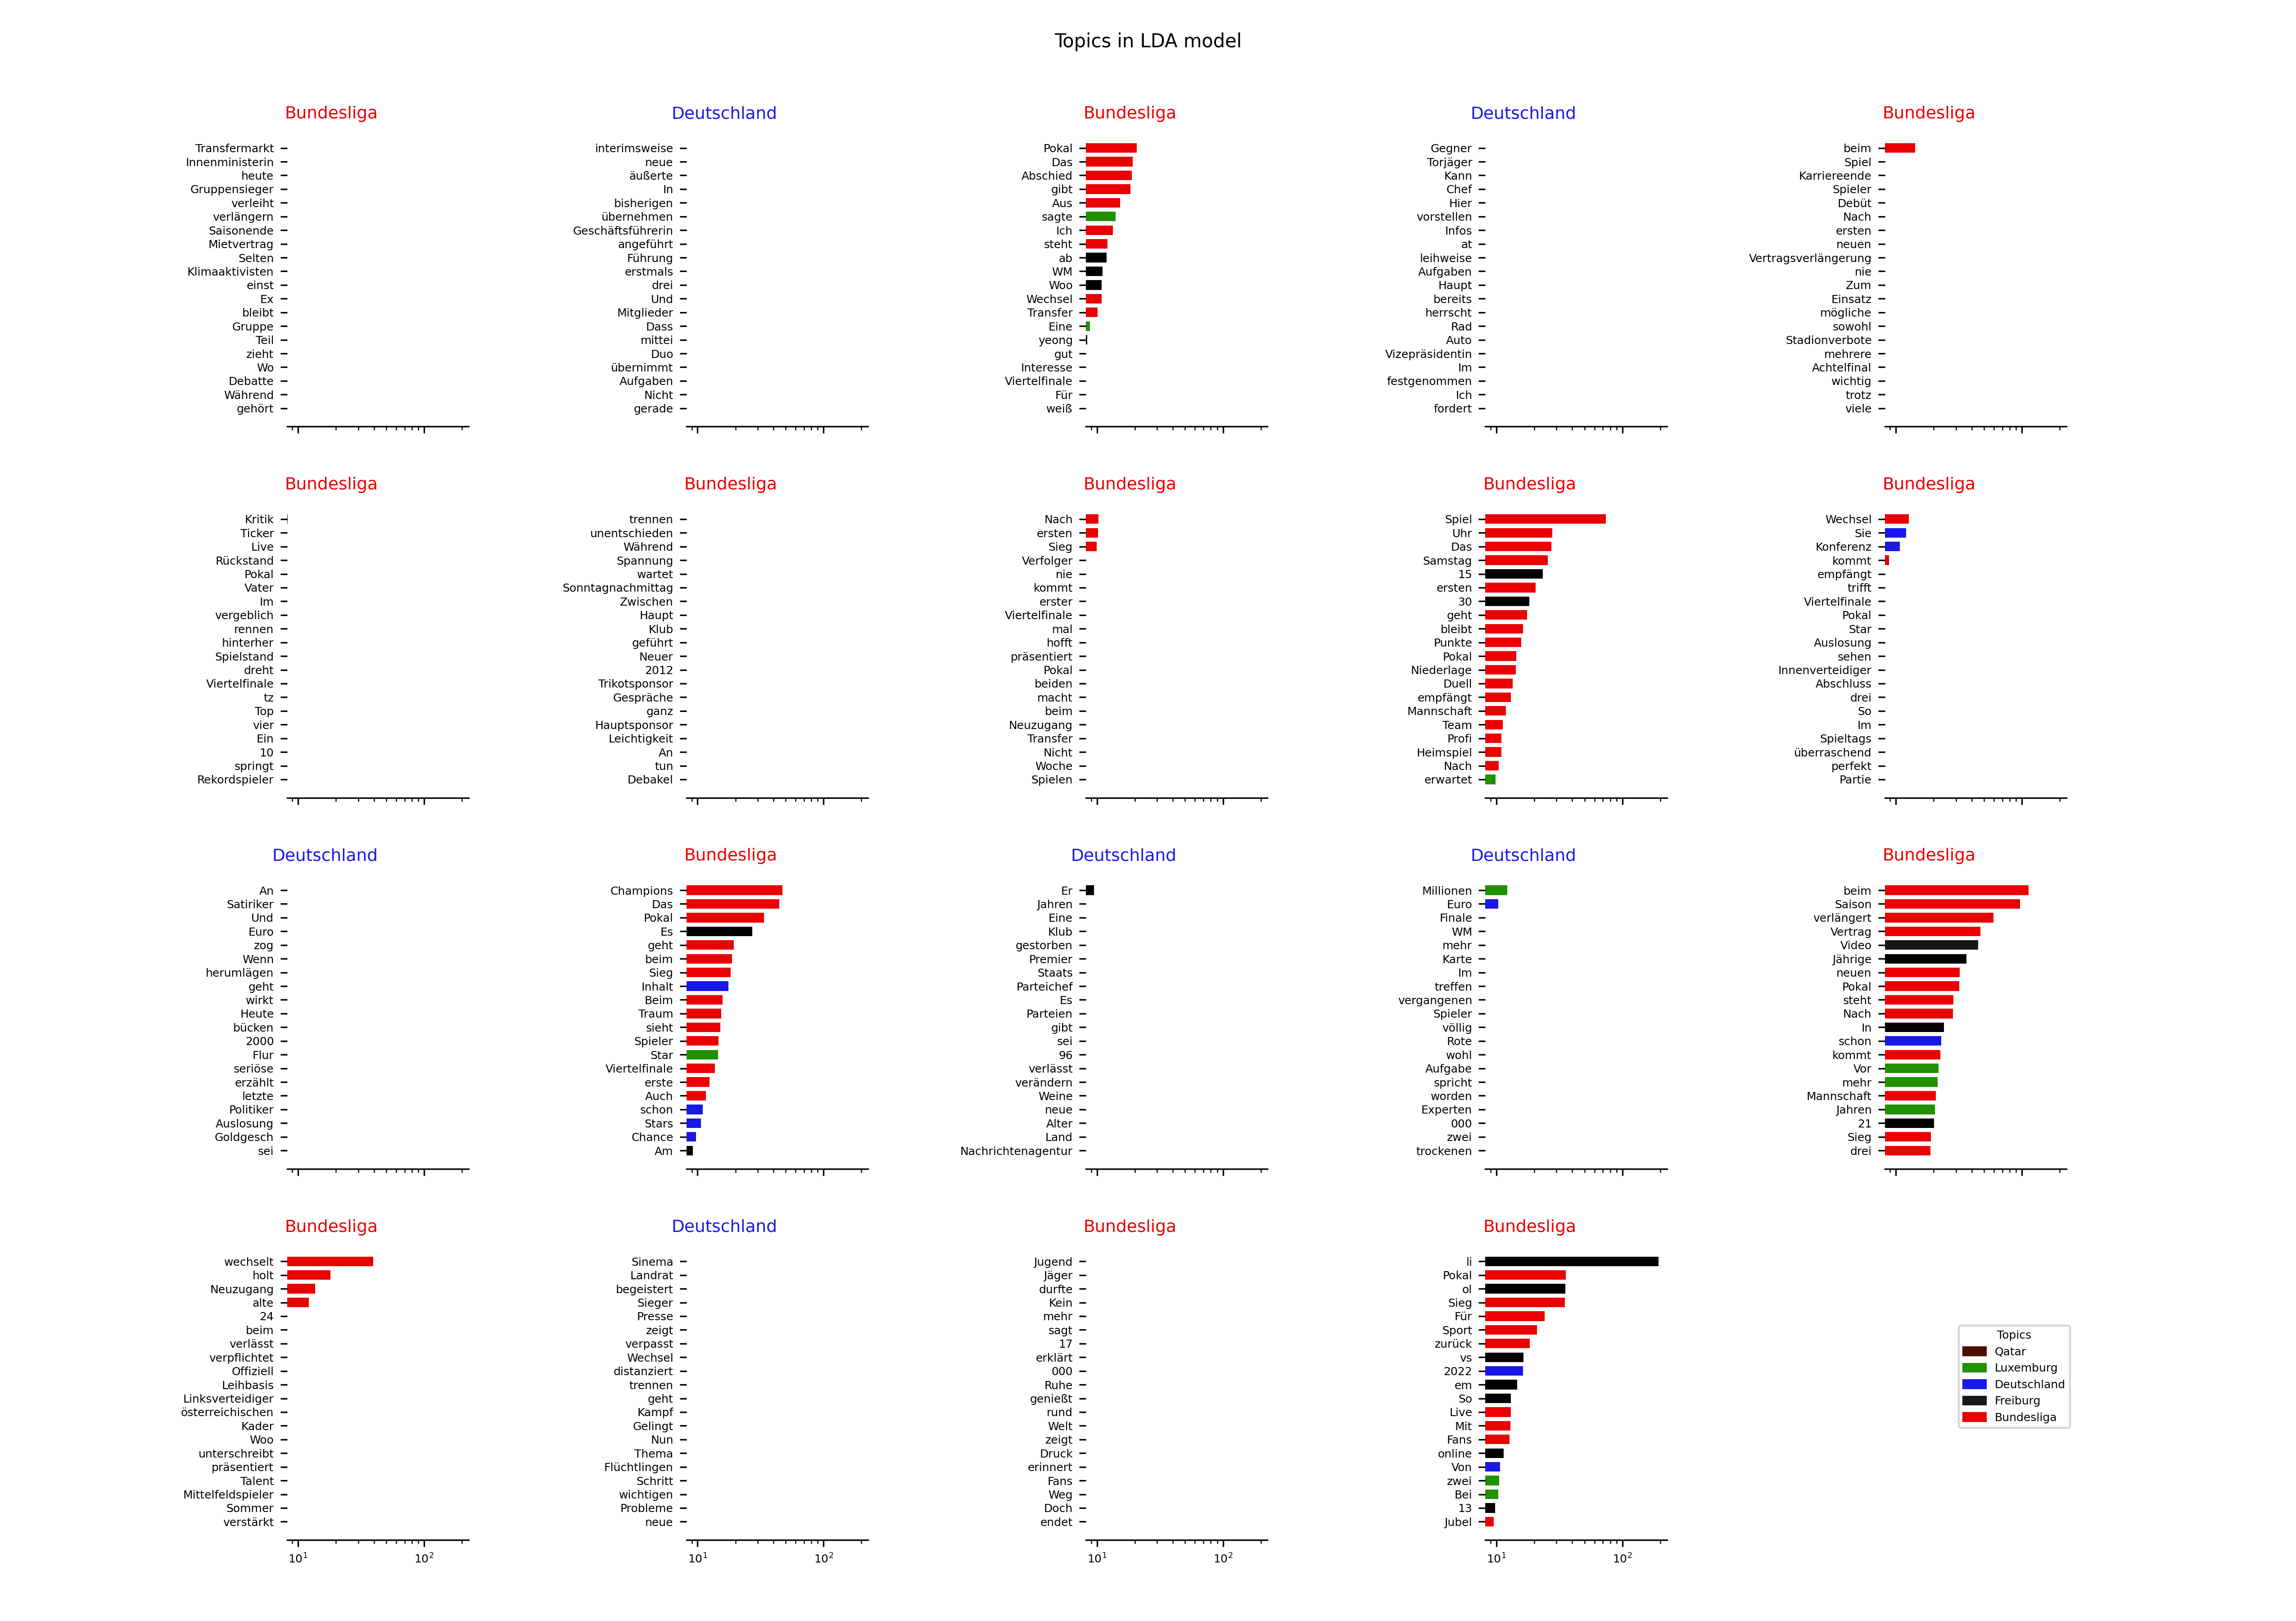 Topics in LDA model
Bundesliga
Transfermarkt
Innenministerin
heute
Gruppensieger
verleiht
verlängern
Saisonende
Mietvertrag
Selten
Klimaaktivisten
einst
Ex
bleibt
Gruppe
Teil
zieht
Wo
Debatte
Während
gehört
Deutschland
interimsweise
neue
äußerte
In
bisherigen
übernehmen
Geschäftsführerin
angeführt
Führung
erstmals
drei
Und
Mitglieder
Dass
mittei
Duo
übernimmt
Aufgaben
Nicht
gerade
Bundesliga
Pokal
Das
Abschied
gibt
Aus
sagte
Ich
steht
ab
WM
Woo
Wechsel
Transfer
Eine
yeong
gut
Interesse
Viertelfinale
Für
weiß
Deutschland
Gegner
Torjäger
Kann
Chef
Hier
vorstellen
Infos
at
leihweise
Aufgaben
Haupt
bereits
herrscht
Rad
Auto
Vizepräsidentin
Im
festgenommen
Ich
fordert
Bundesliga
beim
Spiel
Karriereende
Spieler
Debüt
Nach
ersten
neuen
Vertragsverlängerung
nie
Zum
Einsatz
mögliche
sowohl
Stadionverbote
mehrere
Achtelfinal
wichtig
trotz
viele
Bundesliga
Kritik
Ticker
Live
Rückstand
Pokal
Vater
Im
vergeblich
rennen
hinterher
Spielstand
dreht
Viertelfinale
tz
Top
vier
Ein
10
springt
Rekordspieler
Bundesliga
trennen
unentschieden
Während
Spannung
wartet
Sonntagnachmittag
Zwischen
Haupt
Klub
geführt
Neuer
2012
Trikotsponsor
Gespräche
ganz
Hauptsponsor
Leichtigkeit
An
tun
Debakel
Bundesliga
Nach
ersten
Sieg
Verfolger
nie
kommt
erster
Viertelfinale
mal
hofft
präsentiert
Pokal
beiden
macht
beim
Neuzugang
Transfer
Nicht
Woche
Spielen
Bundesliga
Spiel
Uhr
Das
Samstag
15
ersten
30
geht
bleibt
Punkte
Pokal
Niederlage
Duell
empfängt
Mannschaft
Team
Profi
Heimspiel
Nach
erwartet
Bundesliga
Wechsel
Sie
Konferenz
kommt
empfängt
trifft
Viertelfinale
Pokal
Star
Auslosung
sehen
Innenverteidiger
Abschluss
drei
So
Im
Spieltags
überraschend
perfekt
Partie
Deutschland
An
Satiriker
Und
Euro
zog
Wenn
herumlägen
geht
wirkt
Heute
bücken
2000
Flur
seriöse
erzählt
letzte
Politiker
Auslosung
Goldgesch
sei
Bundesliga
Champions
Das
Pokal
Es
geht
beim
Sieg
Inhalt
Beim
Traum
sieht
Spieler
Star
Viertelfinale
erste
Auch
schon
Stars
Chance
Am
Deutschland
Er
Jahren
Eine
Klub
gestorben
Premier
Staats
Parteichef
Es
Parteien
gibt
sei
96
verlässt
verändern
Weine
neue
Alter
Land
Nachrichtenagentur
Deutschland
Millionen
Euro
Finale
WM
mehr
Karte
Im
treffen
vergangenen
Spieler
völlig
Rote
wohl
Aufgabe
spricht
worden
Experten
000
zwei
trockenen
Bundesliga
beim
Saison
verlängert
Vertrag
Video
Jährige
neuen
Pokal
steht
Nach
In
schon
kommt
Vor
mehr
Mannschaft
Jahren
21
Sieg
drei
Bundesliga
wechselt
holt
Neuzugang
alte
24
beim
verlässt
verpflichtet
Offiziell
Leihbasis
Linksverteidiger
österreichischen
Kader
Woo
unterschreibt
präsentiert
Talent
Mittelfeldspieler
Sommer
verstärkt
10¹ 10²
Deutschland
Sinema
Landrat
begeistert
Sieger
Presse
zeigt
verpasst
Wechsel
distanziert
trennen
geht
Kampf
Gelingt
Nun
Thema
Flüchtlingen
Schritt
wichtigen
Probleme
neue
10¹ 10²
Bundesliga
Jugend
Jäger
durfte
Kein
mehr
sagt
17
erklärt
000
Ruhe
genießt
rund
Welt
zeigt
Druck
erinnert
Fans
Weg
Doch
endet
10¹ 10²
Bundesliga
li
Pokal
ol
Sieg
Für
Sport
zurück
vs
2022
em
So
Live
Mit
Fans
online
Von
zwei
Bei
13
Jubel
10¹ 10²
Topics
Qatar
Luxemburg
Deutschland
Freiburg
Bundesliga